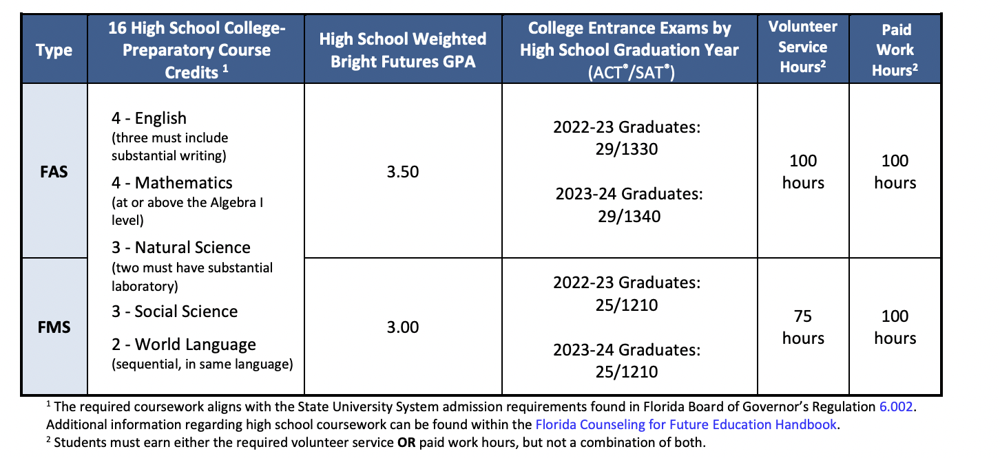 Type
16 High School College-
Preparatory Course
Credits ¹
High School Weighted
Bright Futures GPA
College Entrance Exams by
High School Graduation Year
(ACT®/SAT®)
Volunteer
Service
Hours²
Paid
Work
Hours²
FAS
4 - English
(three must include
substantial writing)
4 - Mathematics
(at or above the Algebra I
level)
3 - Natural Science
(two must have substantial
laboratory)
3 - Social Science
2 - World Language
(sequential, in same language)
3.50
2022-23 Graduates:
29/1330
2023-24 Graduates:
29/1340
100
hours
100
hours
FMS
3.00
2022-23 Graduates:
25/1210
2023-24 Graduates:
25/1210
75
hours
100
hours
¹ The required coursework aligns with the State University System admission requirements found in Florida Board of Governor’s Regulation 6.002.
Additional information regarding high school coursework can be found within the Florida Counseling for Future Education Handbook.
² Students must earn either the required volunteer service OR paid work hours, but not a combination of both.